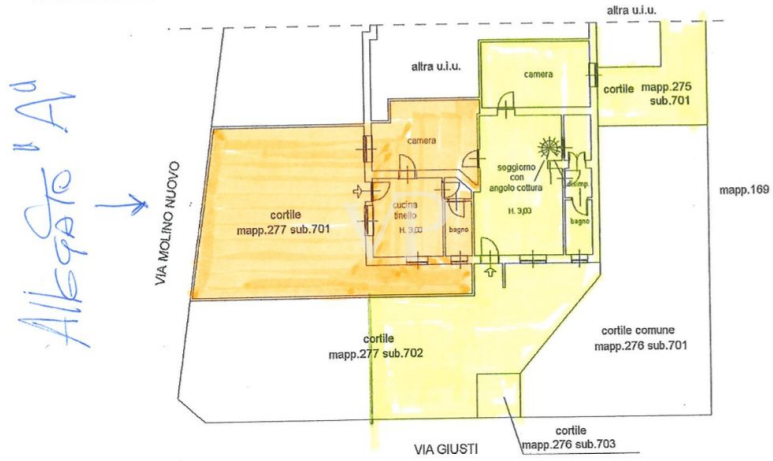 altra u.i.u.
altra u.i.u.
camera
cortile mapp.275
sub.701
Allegato "A"
camera
soggiorno
con
angolo cottura
H. 3,00
disimp.
bagno
mapp.169
VIA MOLINO NUOVO
cortile
mapp.277 sub.701
cucina
tinello
H. 3,00
bagno
cortile
mapp.277 sub.702
cortile comune
mapp.276 sub.701
cortile
mapp.276 sub.703
VIA GIUSTI